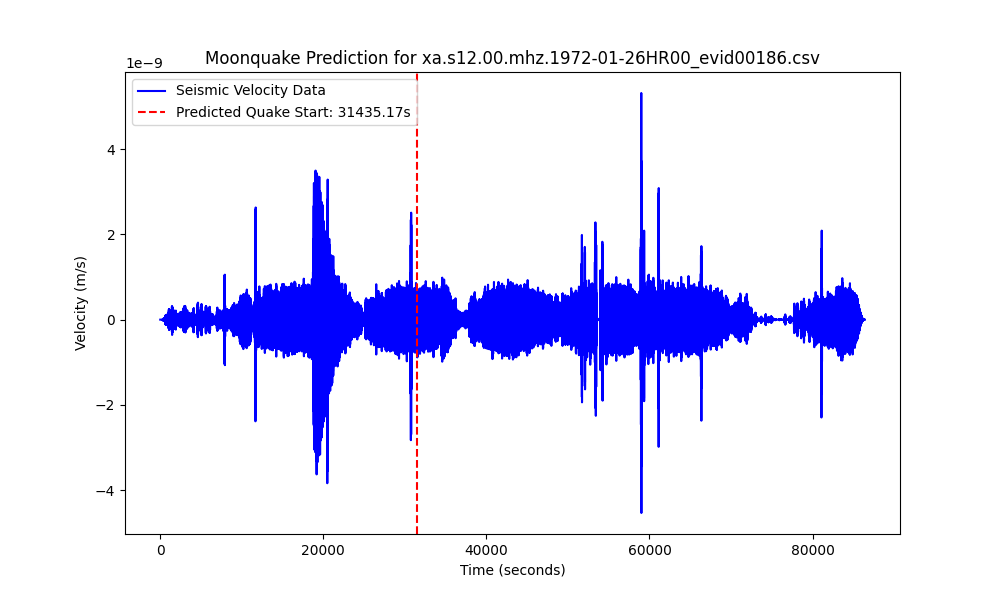 Moonquake Prediction for xa.s12.00.mhz.1972-01-26HR00_evid00186.csv
1e−9
Seismic Velocity Data
Predicted Quake Start: 31435.17s
4
2
0
−2
−4
Velocity (m/s)
0
20000
40000
60000
80000
Time (seconds)